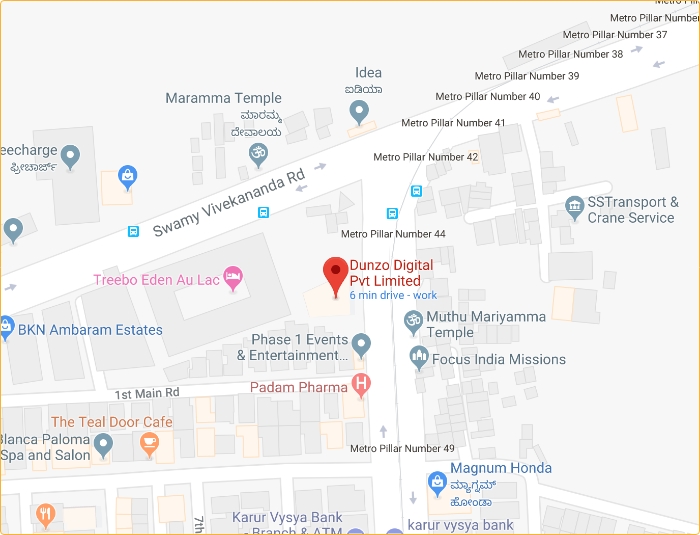 Metro Pillar Number 36
Metro Pillar Number 37
Metro Pillar Number 38
Metro Pillar Number 39
Metro Pillar Number 40
Metro Pillar Number 41
Metro Pillar Number 42
Idea
ಐಡಿಯಾ
Maramma Temple
ಮಾರಮ್ಮ
ದೇವಾಲಯ
eecharge
ಫ್ರೀಚಾರ್ಜ್
Swamy Vivekananda Rd
SSTransport &
Crane Service
Metro Pillar Number 44
Dunzo Digital
Pvt Limited
6 min drive - work
Treebo Eden Au Lac
BKN Ambaram Estates
Muthu Mariyamma
Temple
Phase 1 Events
& Entertainment...
Focus India Missions
Padam Pharma
1st Main Rd
The Teal Door Cafe
Blanca Paloma
Spa and Salon
Metro Pillar Number 49
Magnum Honda
ಮ್ಯಾಗ್ನಮ್
ಹೋಂಡಾ
7th
Karur Vysya Bank
- Branch & ATM
karur vysya bank